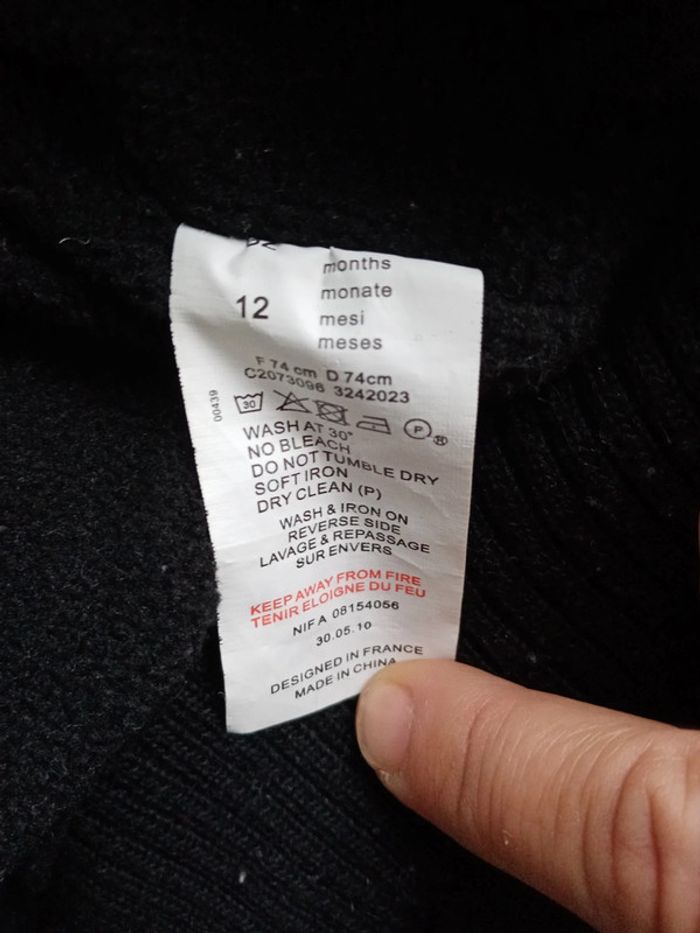 months
12 monate
mesi
meses
F 74 cm D 74cm
C2073096 3242023
00439
30 P
WASH AT 30°
NO BLEACH
DO NOT TUMBLE DRY
SOFT IRON
DRY CLEAN (P)
WASH & IRON ON
REVERSE SIDE
LAVAGE & REPASSAGE
SUR ENVERS
KEEP AWAY FROM FIRE
TENIR ELOIGNE DU FEU
NIF A 08154056
30.05.10
DESIGNED IN FRANCE
MADE IN CHINA